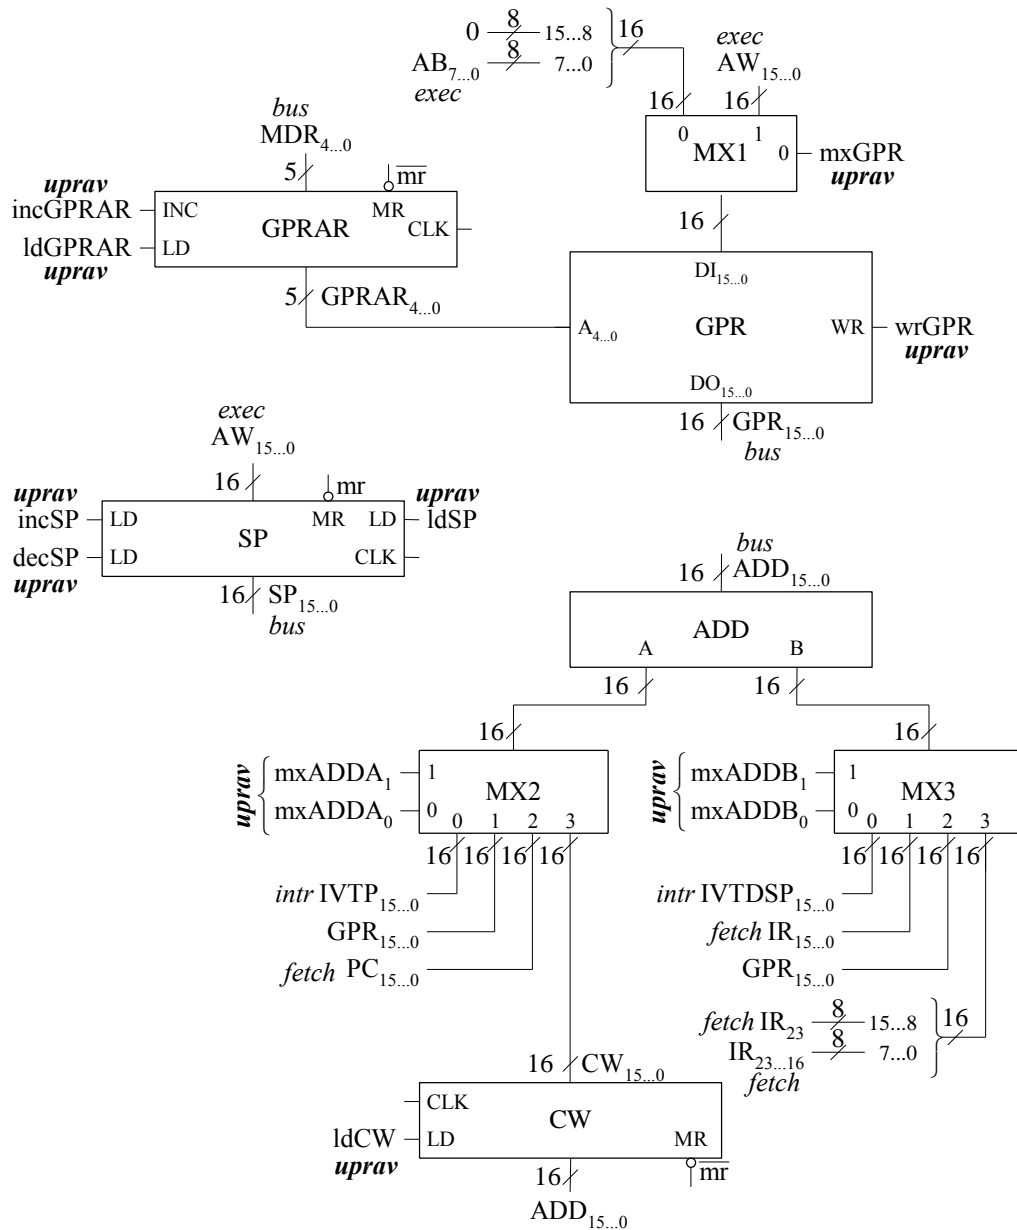 0 8 15...8 16
AB7...0 8 7...0
exec
exec
AW15...0
16 16
0 1
MX1 0 mxGPR
uprav
16
bus
MDR4...0
5 mr
uprav
incGPRAR INC MR
GPRAR CLK
ldGPRAR LD
uprav
5 GPRAR4...0
DI15...0
A4...0 GPR WR wrGPR
uprav
DO15...0
16 GPR15...0
bus
exec
AW15...0
16 mr
uprav uprav
incSP LD MR LD ldSP
SP
decSP LD CLK
uprav
16 SP15...0
bus
bus
16 ADD15...0
ADD
A B
16 16
16 16
uprav mxADDA1 1 MX2
mxADDA0 0 0 1 2 3
16 16 16 16
intr IVTP15...0
GPR15...0
fetch PC15...0
uprav mxADDB1 1 MX3
mxADDB0 0 0 1 2 3
16 16 16 16
intr IVTDSP15...0
fetch IR15...0
GPR15...0
fetch IR23 8 15...8 16
IR23...16 8 7...0
fetch
16 CW15...0
CLK
CW
ldCW LD MR
uprav
16 mr
ADD15...0